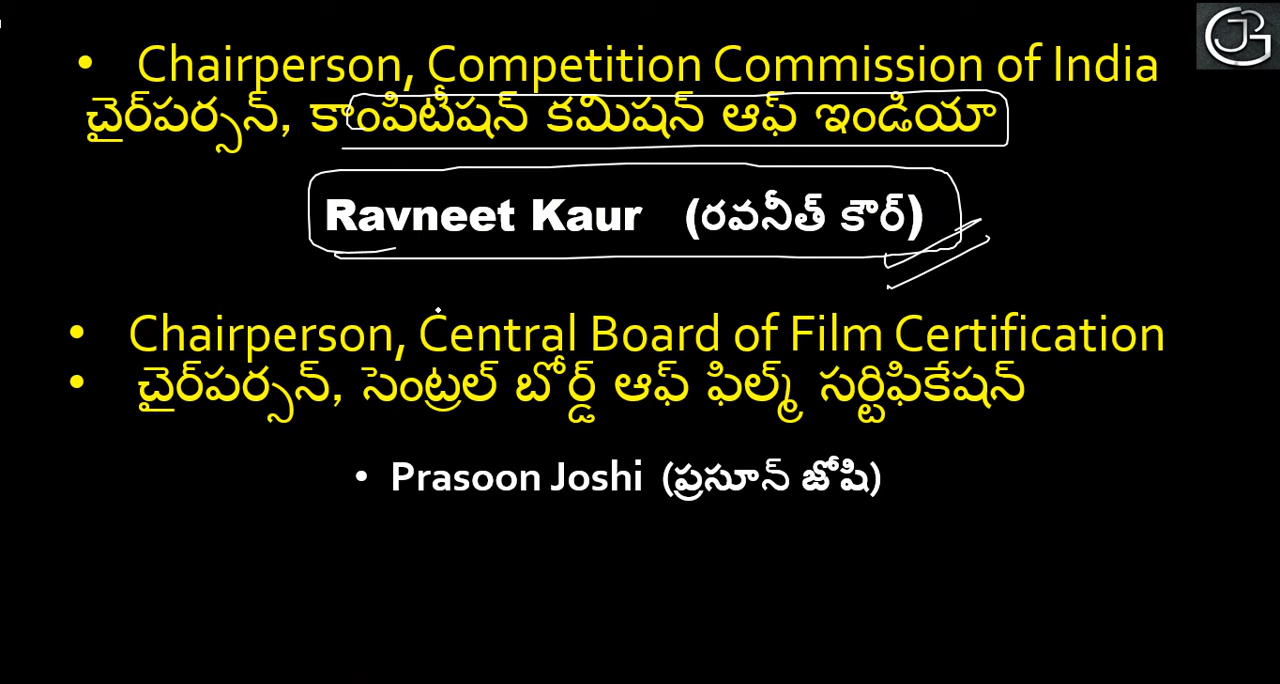 • Chairperson, Competition Commission of India
చైర్‌పర్సన్, కాంపిటీషన్ కమిషన్ ఆఫ్ ఇండియా
Ravneet Kaur (రవనీత్ కౌర్)
• Chairperson, Central Board of Film Certification
• చైర్‌పర్సన్, సెంట్రల్ బోర్డ్ ఆఫ్ ఫిల్మ్ సర్టిఫికేషన్
• Prasoon Joshi (ప్రసూన్ జోషి)